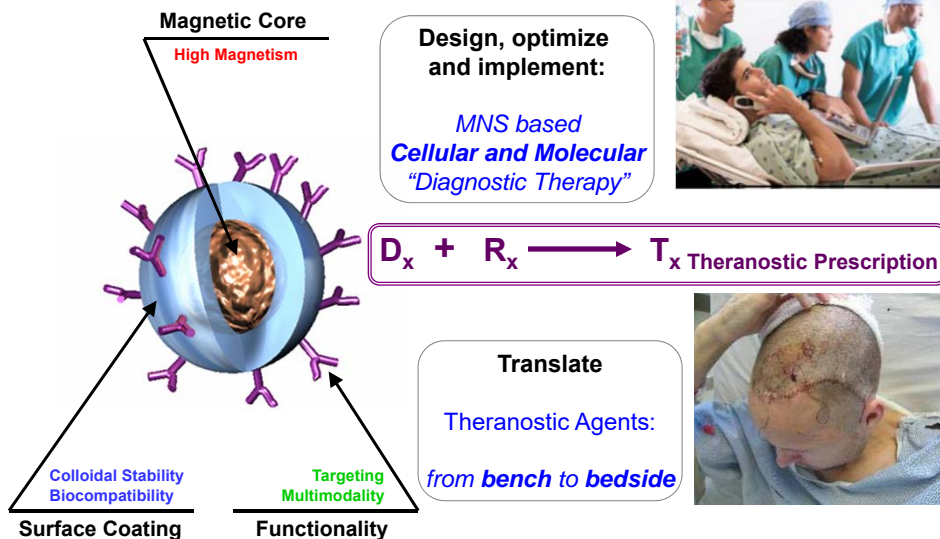 Magnetic Core
High Magnetism
Design, optimize
and implement:
MNS based
Cellular and Molecular
“Diagnostic Therapy”
Dx + Rx Tx Theranostic Prescription
Translate
Theranostic Agents:
from bench to bedside
Colloidal Stability
Biocompatibility
Surface Coating
Targeting
Multimodality
Functionality